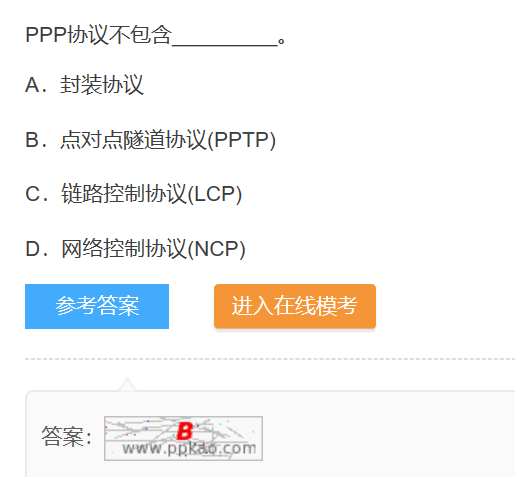 PPP协议不包含_________。
A．封装协议
B．点对点隧道协议(PPTP)
C．链路控制协议(LCP)
D．网络控制协议(NCP)
参考答案 进入在线模考
答案： B
www.ppkao.com